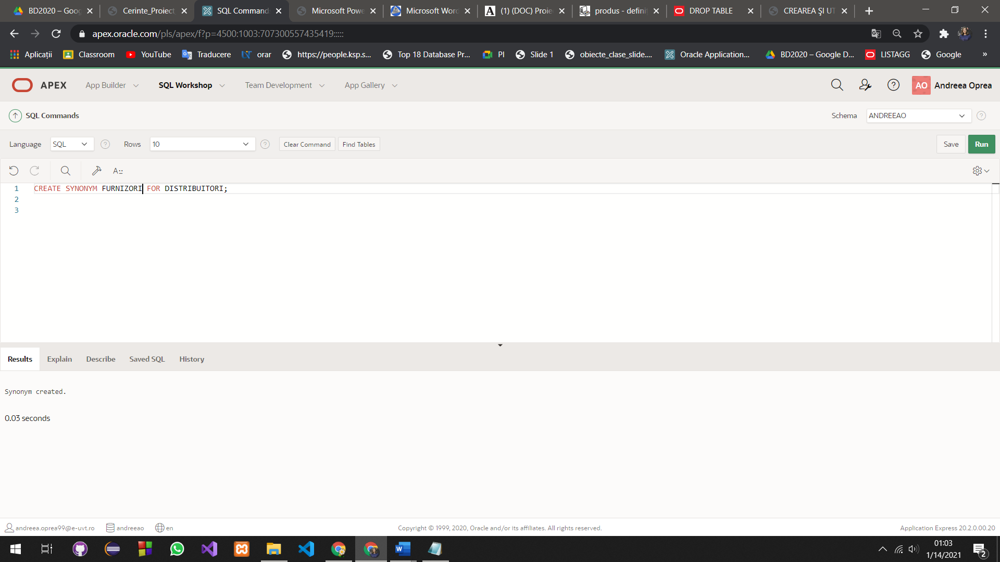 BD2020 – Goog
Cerinte_Proiect
SQL Commands
Microsoft Powe
Microsoft Word
(1) (DOC) Proie
produs - definit
DROP TABLE
CREAREA ŞI UT
apex.oracle.com/pls/apex/f?p=4500:1003:707300557435419:::::
Aplicații
Classroom
YouTube
Traducere
orar
https://people.ksp.s...
Top 18 Database Pr...
PI
Slide 1
obiecte_clase_slide....
Oracle Application...
BD2020 – Google D...
LISTAGG
Google
»
APEX
App Builder
SQL Workshop
Team Development
App Gallery
AO
Andreea Oprea
SQL Commands
Schema
ANDREEAO
Language
SQL
Rows
10
Clear Command
Find Tables
Save
Run
1 CREATE SYNONYM FURNIZORI FOR DISTRIBUITORI;
2
3
Results
Explain
Describe
Saved SQL
History
Synonym created.
0.03 seconds
andreea.oprea99@e-uvt.ro
andreeao
en
Copyright © 1999, 2020, Oracle and/or its affiliates. All rights reserved.
Application Express 20.2.0.00.20
01:03
1/14/2021
2